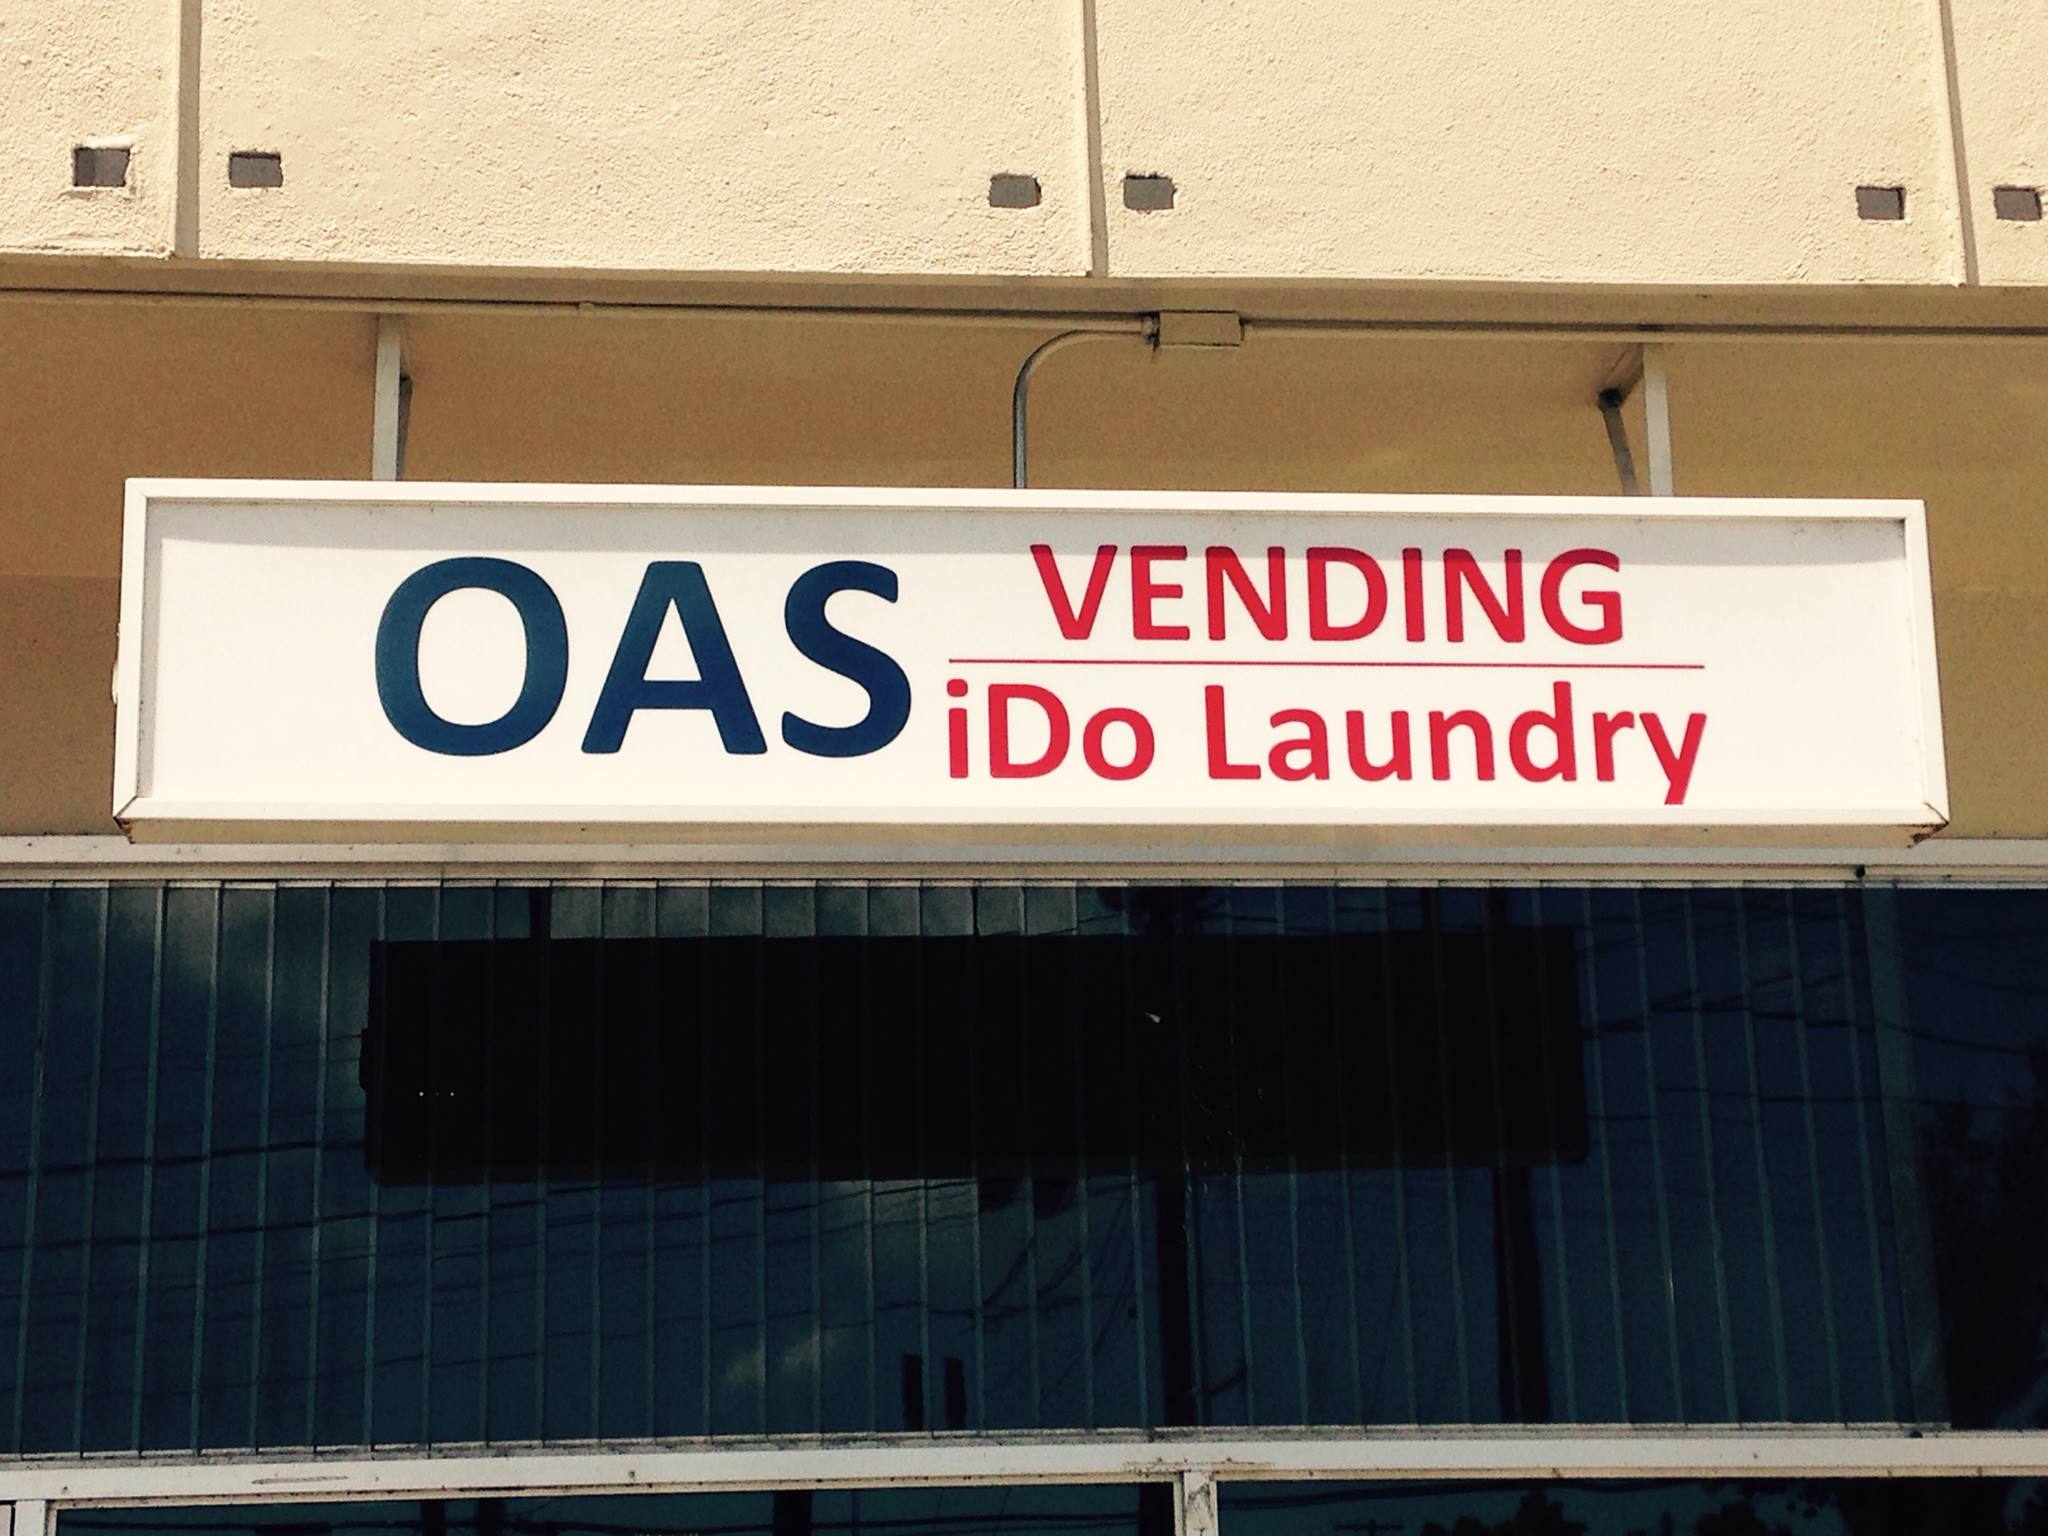 OAS
VENDING
iDo Laundry